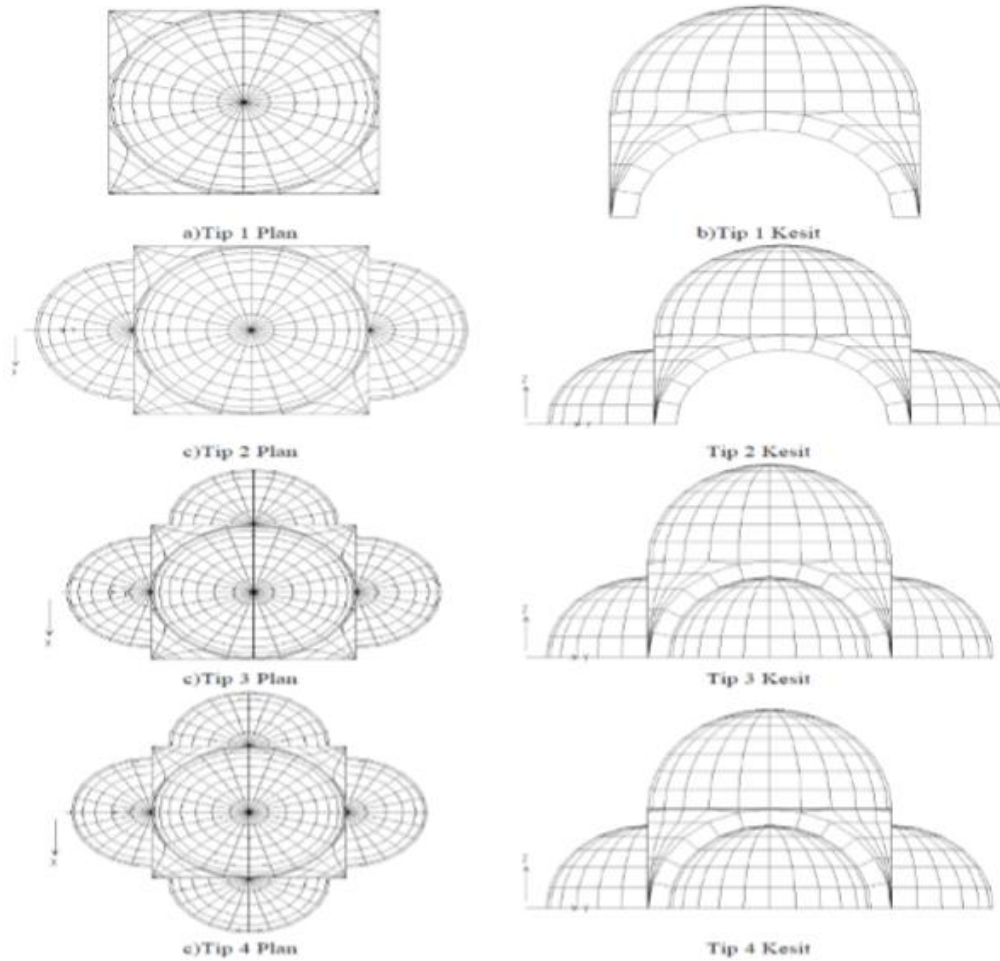 a)Tip 1 Plan
b)Tip 1 Kesit
c)Tip 2 Plan
Tip 2 Kesit
c)Tip 3 Plan
Tip 3 Kesit
c)Tip 4 Plan
Tip 4 Kesit